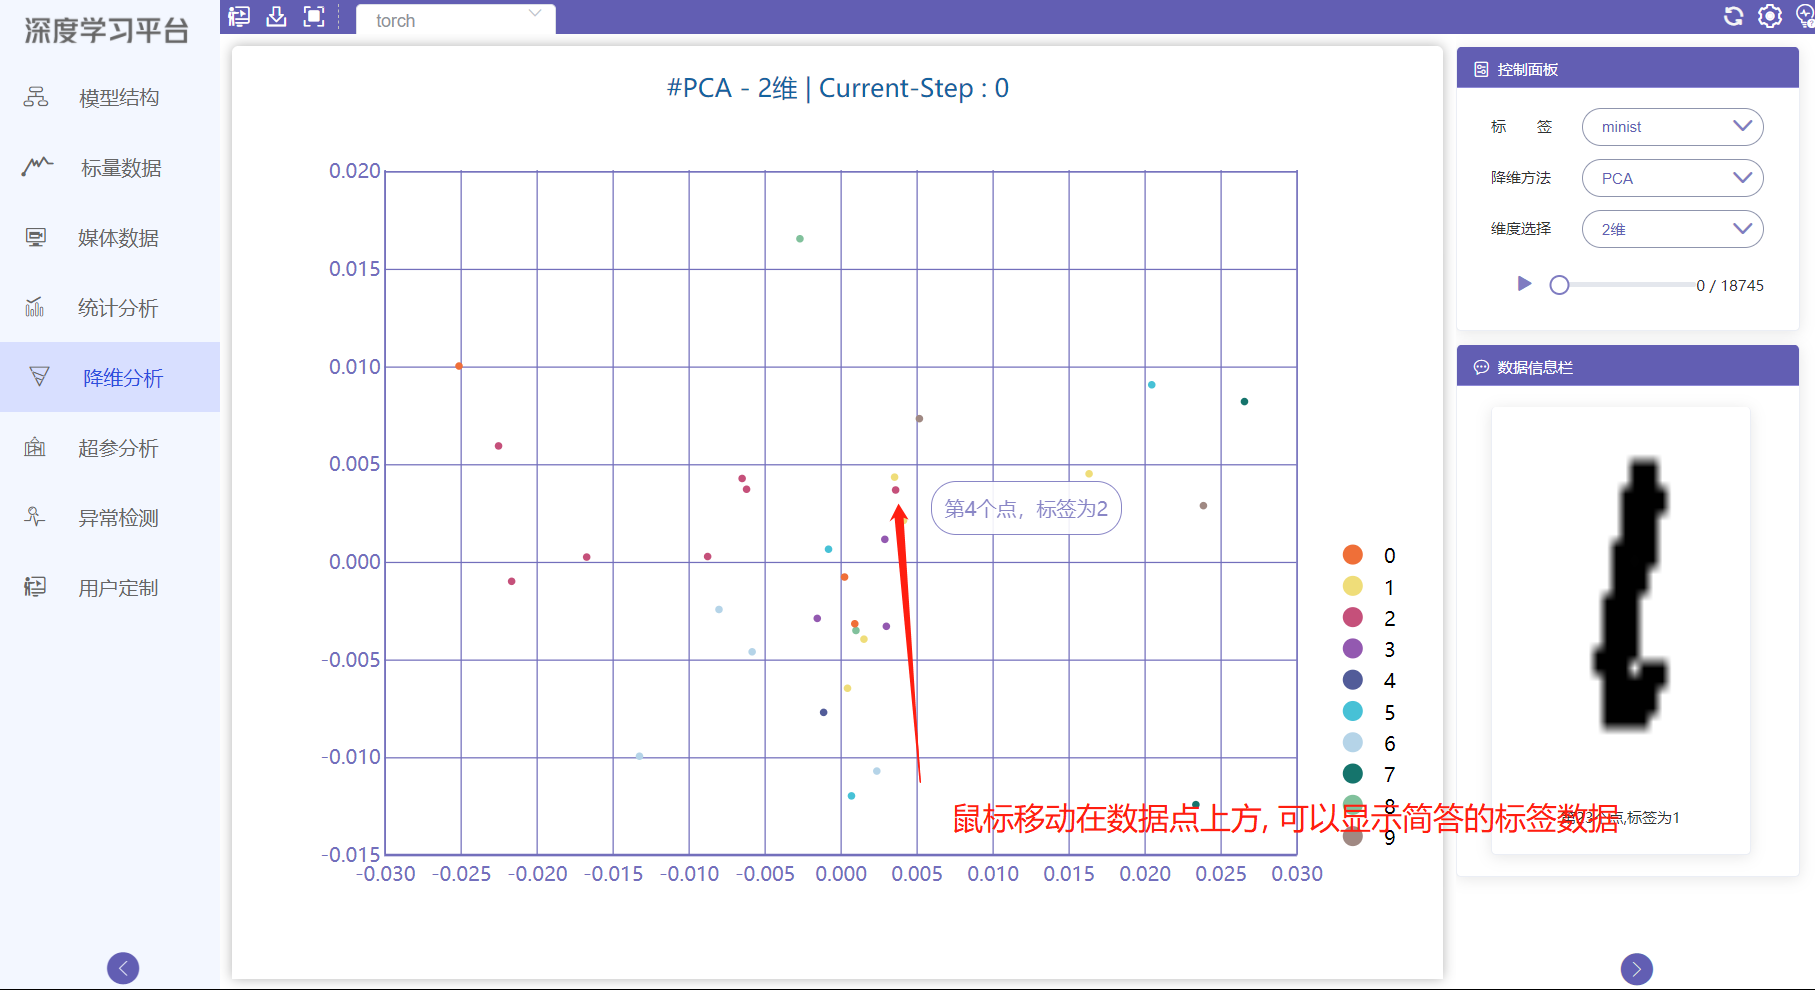 深度学习平台
模型结构
标量数据
媒体数据
统计分析
降维分析
超参分析
异常检测
用户定制
torch
#PCA - 2维 | Current-Step : 0
0.020
0.015
0.010
0.005
0.000
-0.005
-0.010
-0.015
-0.030 -0.025 -0.020 -0.015 -0.010 -0.005 0.000 0.005 0.010 0.015 0.020 0.025 0.030
第4个点，标签为2
鼠标移动在数据点上方, 可以显示简答的标签数据
0
1
2
3
4
5
6
7
8
9
控制面板
标 签 minist
降维方法 PCA
维度选择 2维
0 / 18745
数据信息栏
第23个点,标签为1